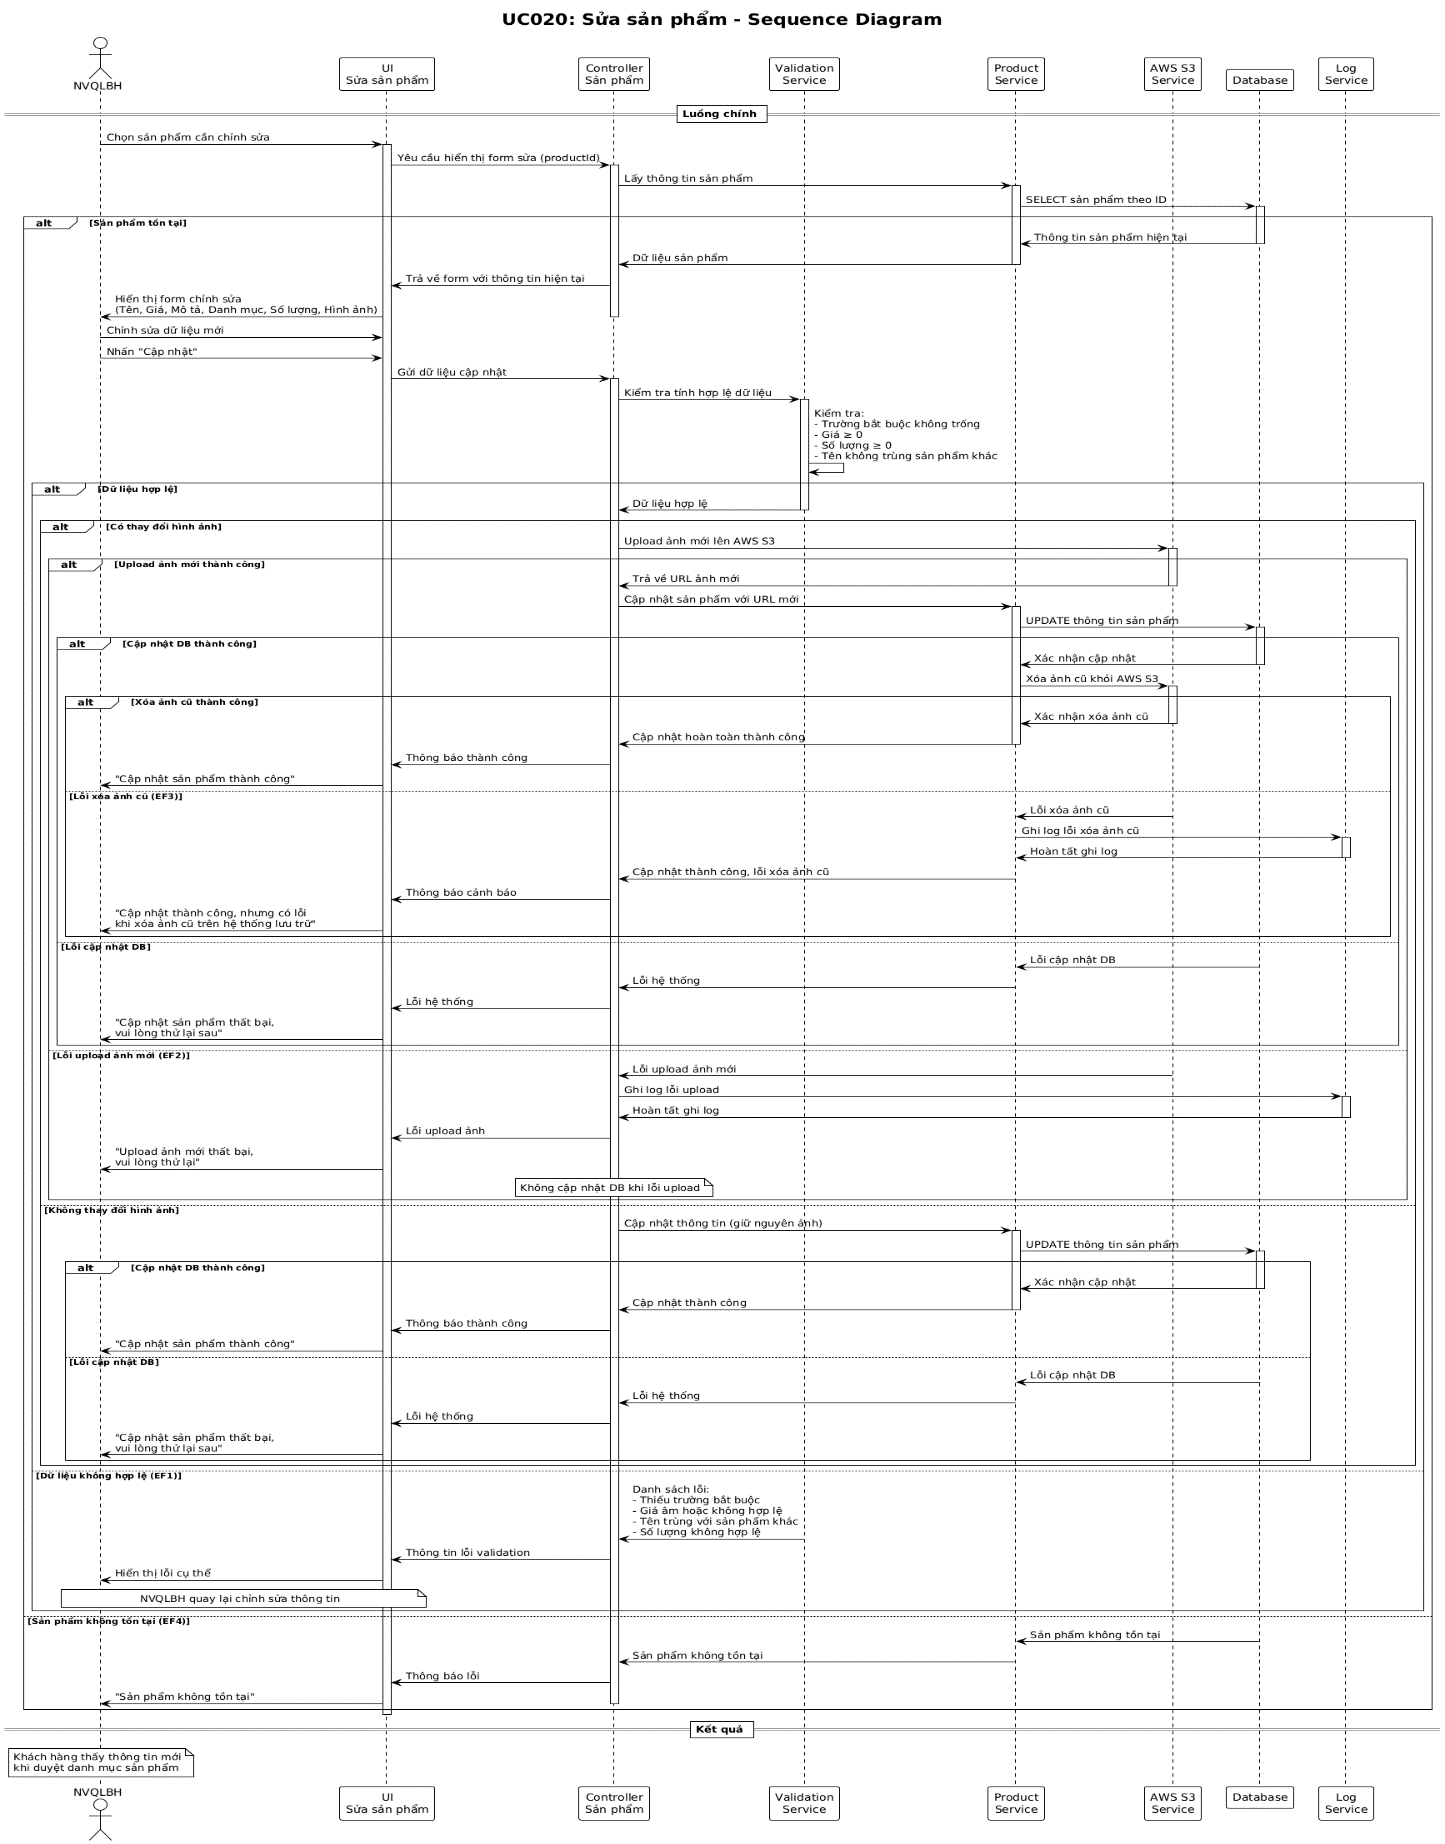 UC020: Sửa sản phẩm - Sequence Diagram
NVQLBH
UI
Sửa sản phẩm
Controller
Sản phẩm
Validation
Service
Product
Service
AWS S3
Service
Database
Log
Service
Luồng chính
Chọn sản phẩm cần chỉnh sửa
Yêu cầu hiển thị form sửa (productId)
Lấy thông tin sản phẩm
SELECT sản phẩm theo ID
alt
[Sản phẩm tồn tại]
Thông tin sản phẩm hiện tại
Dữ liệu sản phẩm
Trả về form với thông tin hiện tại
Hiển thị form chỉnh sửa
(Tên, Giá, Mô tả, Danh mục, Số lượng, Hình ảnh)
Chỉnh sửa dữ liệu mới
Nhấn "Cập nhật"
Gửi dữ liệu cập nhật
Kiểm tra tính hợp lệ dữ liệu
Kiểm tra:
- Trường bắt buộc không trống
- Giá ≥ 0
- Số lượng ≥ 0
- Tên không trùng sản phẩm khác
alt
[Dữ liệu hợp lệ]
Dữ liệu hợp lệ
alt
[Có thay đổi hình ảnh]
Upload ảnh mới lên AWS S3
alt
[Upload ảnh mới thành công]
Trả về URL ảnh mới
Cập nhật sản phẩm với URL mới
UPDATE thông tin sản phẩm
alt
[Cập nhật DB thành công]
Xác nhận cập nhật
Xóa ảnh cũ khỏi AWS S3
alt
[Xóa ảnh cũ thành công]
Xác nhận xóa ảnh cũ
Cập nhật hoàn toàn thành công
Thông báo thành công
"Cập nhật sản phẩm thành công"
[Lỗi xóa ảnh cũ (EF3)]
Lỗi xóa ảnh cũ
Ghi log lỗi xóa ảnh cũ
Hoàn tất ghi log
Cập nhật thành công, lỗi xóa ảnh cũ
Thông báo cảnh báo
"Cập nhật thành công, nhưng có lỗi
khi xóa ảnh cũ trên hệ thống lưu trữ"
[Lỗi cập nhật DB]
Lỗi cập nhật DB
Lỗi hệ thống
Lỗi hệ thống
"Cập nhật sản phẩm thất bại,
vui lòng thử lại sau"
[Lỗi upload ảnh mới (EF2)]
Lỗi upload ảnh mới
Ghi log lỗi upload
Hoàn tất ghi log
Lỗi upload ảnh
"Upload ảnh mới thất bại,
vui lòng thử lại"
Không cập nhật DB khi lỗi upload
[Không thay đổi hình ảnh]
Cập nhật thông tin (giữ nguyên ảnh)
UPDATE thông tin sản phẩm
alt
[Cập nhật DB thành công]
Xác nhận cập nhật
Cập nhật thành công
Thông báo thành công
"Cập nhật sản phẩm thành công"
[Lỗi cập nhật DB]
Lỗi cập nhật DB
Lỗi hệ thống
Lỗi hệ thống
"Cập nhật sản phẩm thất bại,
vui lòng thử lại sau"
[Dữ liệu không hợp lệ (EF1)]
Danh sách lỗi:
- Thiếu trường bắt buộc
- Giá âm hoặc không hợp lệ
- Tên trùng với sản phẩm khác
- Số lượng không hợp lệ
Thông tin lỗi validation
Hiển thị lỗi cụ thể
NVQLBH quay lại chỉnh sửa thông tin
[Sản phẩm không tồn tại (EF4)]
Sản phẩm không tồn tại
Sản phẩm không tồn tại
Thông báo lỗi
"Sản phẩm không tồn tại"
Kết quả
Khách hàng thấy thông tin mới
khi duyệt danh mục sản phẩm
NVQLBH
UI
Sửa sản phẩm
Controller
Sản phẩm
Validation
Service
Product
Service
AWS S3
Service
Database
Log
Service